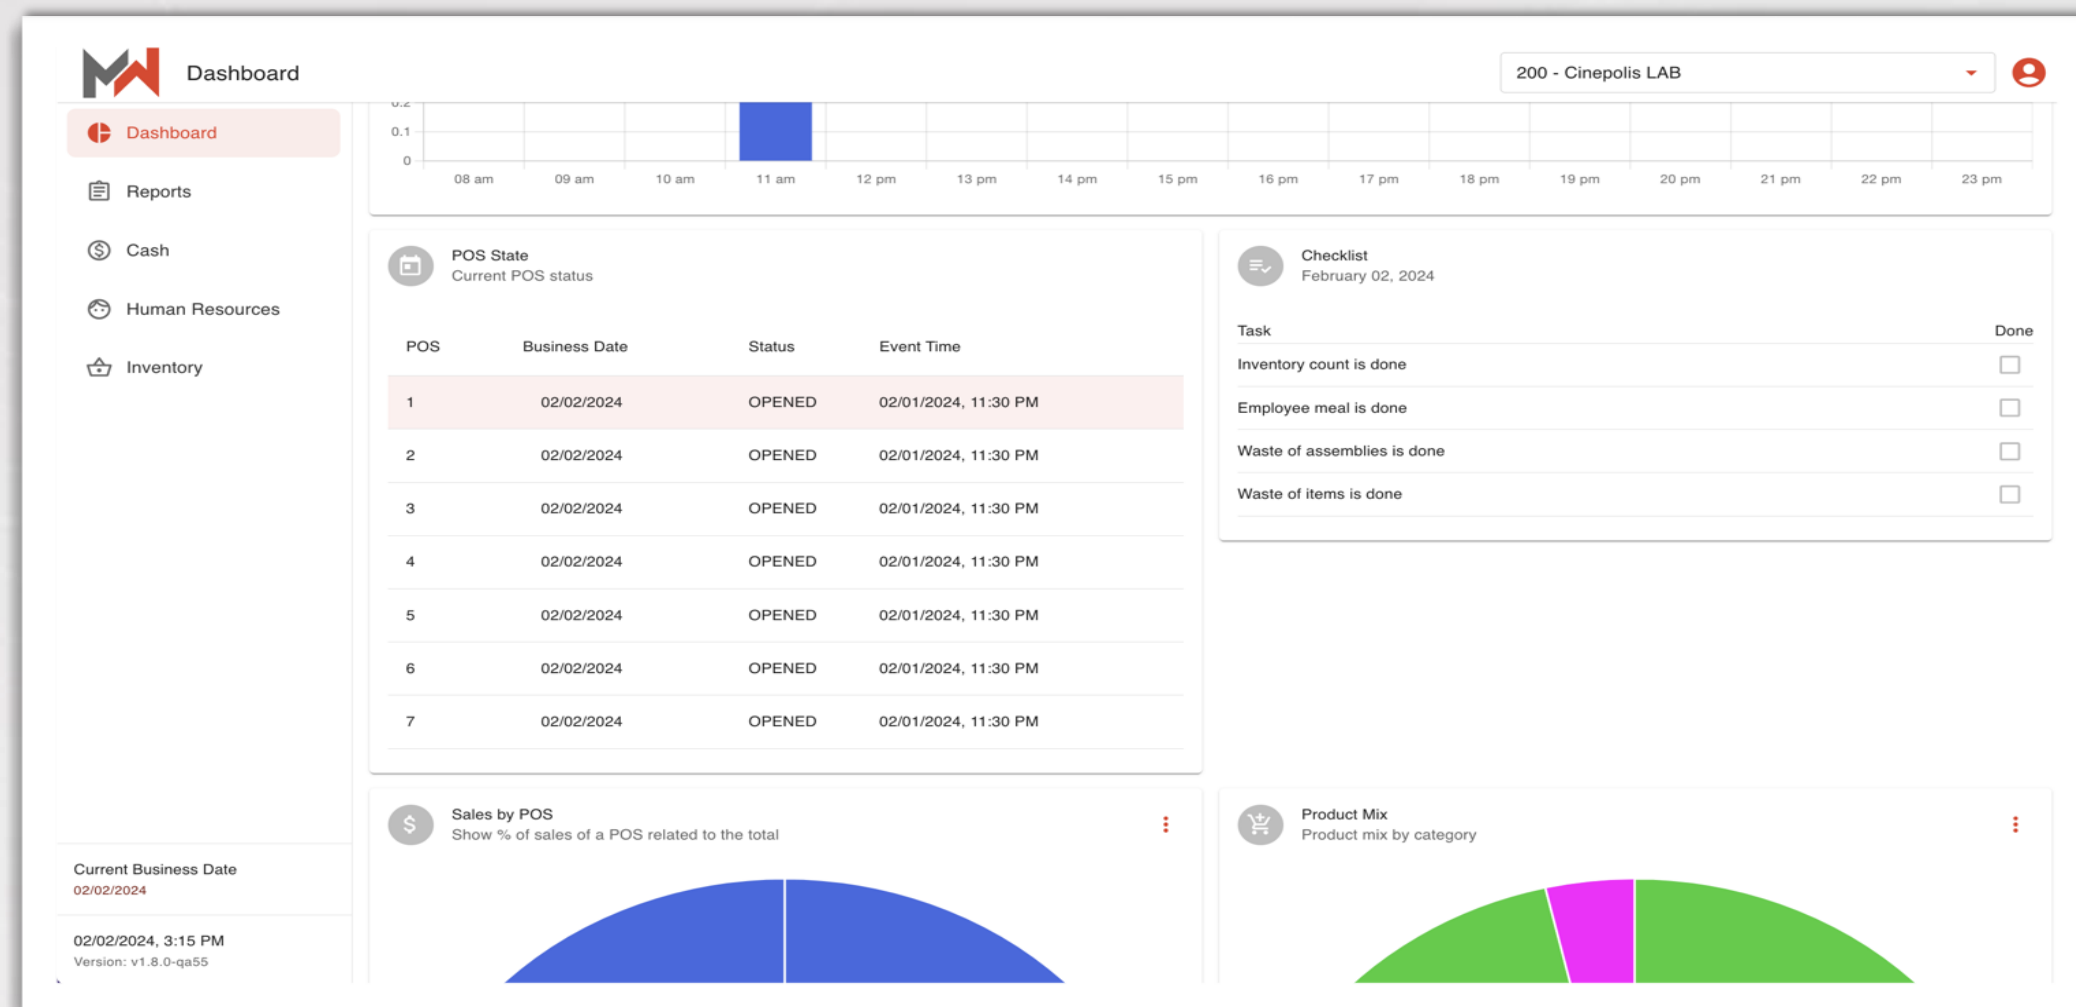 Dashboard
200 - Cinepolis LAB
Dashboard
Reports
Cash
Human Resources
Inventory
Current Business Date
02/02/2024
02/02/2024, 3:15 PM
Version: v1.8.0-qa55
0.2
0.1
0
08 am 09 am 10 am 11 am 12 pm 13 pm 14 pm 15 pm 16 pm 17 pm 18 pm 19 pm 20 pm 21 pm 22 pm 23 pm
POS State
Current POS status
POS Business Date Status Event Time
1 02/02/2024 OPENED 02/01/2024, 11:30 PM
2 02/02/2024 OPENED 02/01/2024, 11:30 PM
3 02/02/2024 OPENED 02/01/2024, 11:30 PM
4 02/02/2024 OPENED 02/01/2024, 11:30 PM
5 02/02/2024 OPENED 02/01/2024, 11:30 PM
6 02/02/2024 OPENED 02/01/2024, 11:30 PM
7 02/02/2024 OPENED 02/01/2024, 11:30 PM
Checklist
February 02, 2024
Task Done
Inventory count is done
Employee meal is done
Waste of assemblies is done
Waste of items is done
Sales by POS
Show % of sales of a POS related to the total
Product Mix
Product mix by category